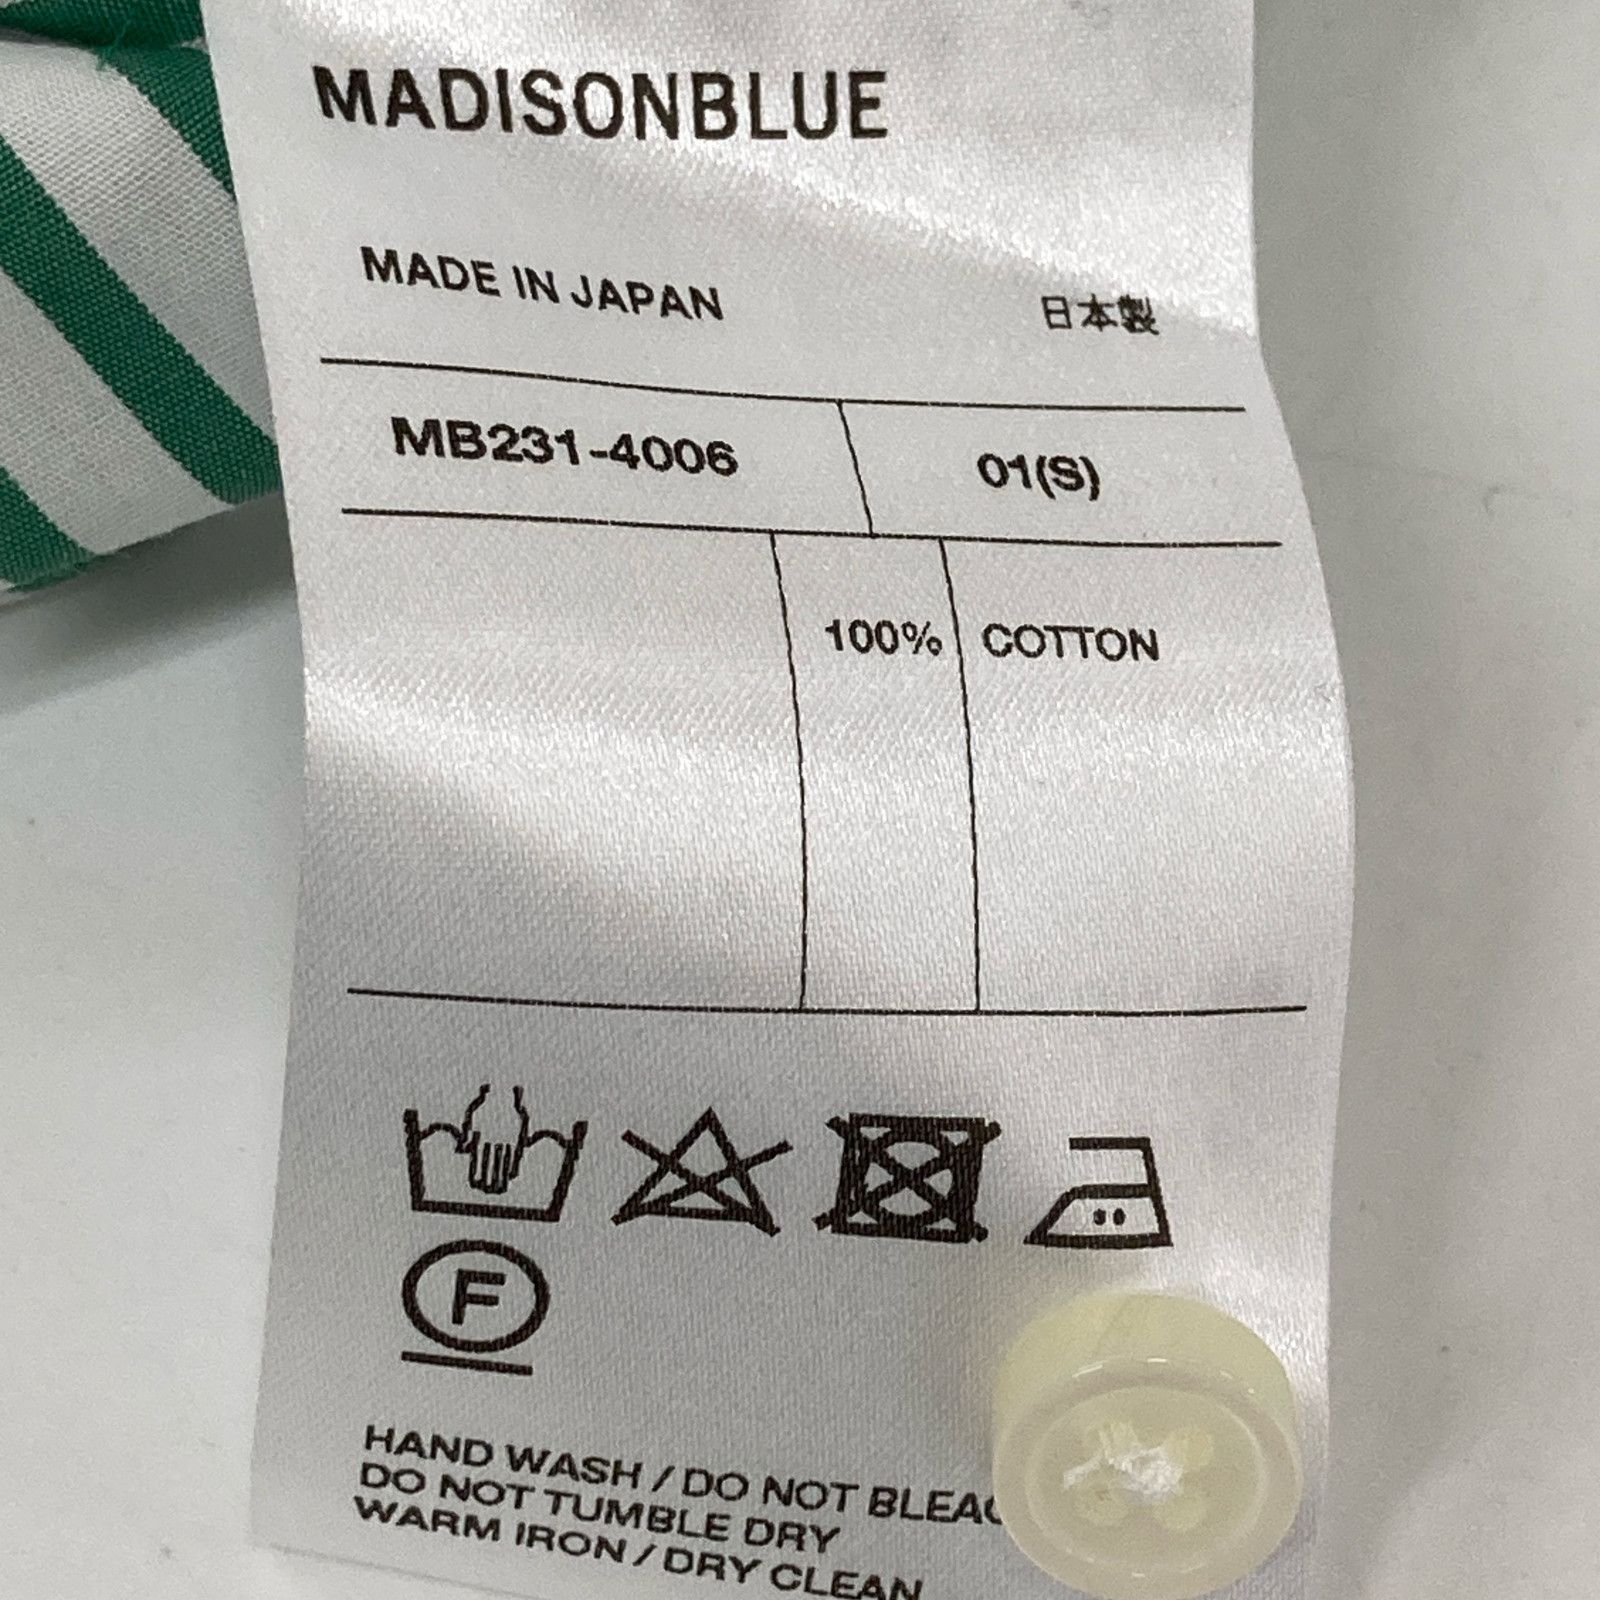 MADISONBLUE
MADE IN JAPAN 日本製
MB231-4006 01(S)
100% COTTON
F
HAND WASH / DO NOT
DO NOT TUMBLE DRY
WARM IRON / DRY CLEAN